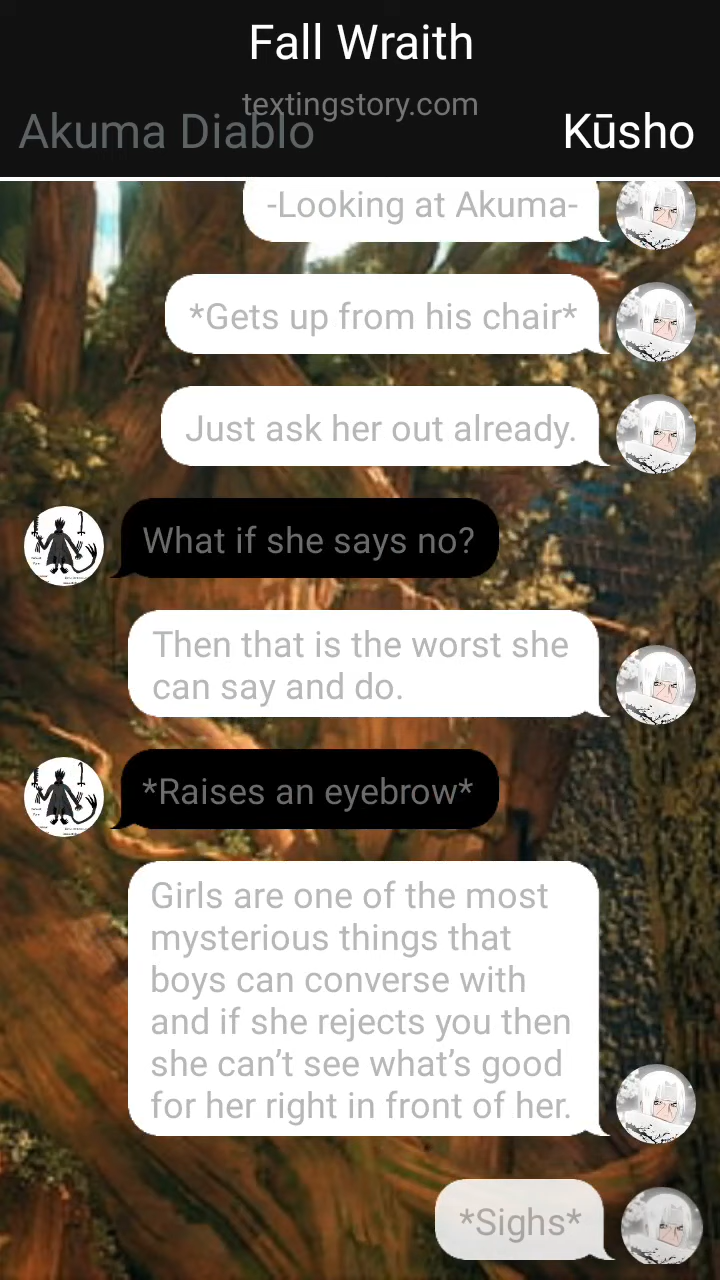 Fall Wraith
textingstory.com
Akuma Diablo
Kūsho
-Looking at Akuma-
*Gets up from his chair*
Just ask her out already.
What if she says no?
Then that is the worst she
can say and do.
*Raises an eyebrow*
Girls are one of the most
mysterious things that
boys can converse with
and if she rejects you then
she can’t see what’s good
for her right in front of her.
*Sighs*